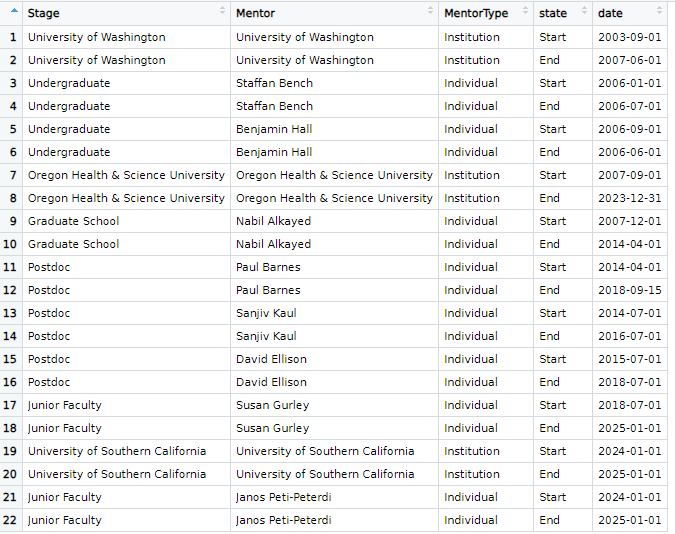 Stage Mentor MentorType state date
1 University of Washington University of Washington Institution Start 2003-09-01
2 University of Washington University of Washington Institution End 2007-06-01
3 Undergraduate Staffan Bench Individual Start 2006-01-01
4 Undergraduate Staffan Bench Individual End 2006-07-01
5 Undergraduate Benjamin Hall Individual Start 2006-09-01
6 Undergraduate Benjamin Hall Individual End 2006-06-01
7 Oregon Health & Science University Oregon Health & Science University Institution Start 2007-09-01
8 Oregon Health & Science University Oregon Health & Science University Institution End 2023-12-31
9 Graduate School Nabil Alkayed Individual Start 2007-12-01
10 Graduate School Nabil Alkayed Individual End 2014-04-01
11 Postdoc Paul Barnes Individual Start 2014-04-01
12 Postdoc Paul Barnes Individual End 2018-09-15
13 Postdoc Sanjiv Kaul Individual Start 2014-07-01
14 Postdoc Sanjiv Kaul Individual End 2016-07-01
15 Postdoc David Ellison Individual Start 2015-07-01
16 Postdoc David Ellison Individual End 2018-07-01
17 Junior Faculty Susan Gurley Individual Start 2018-07-01
18 Junior Faculty Susan Gurley Individual End 2025-01-01
19 University of Southern California University of Southern California Institution Start 2024-01-01
20 University of Southern California University of Southern California Institution End 2025-01-01
21 Junior Faculty Janos Peti-Peterdi Individual Start 2024-01-01
22 Junior Faculty Janos Peti-Peterdi Individual End 2025-01-01